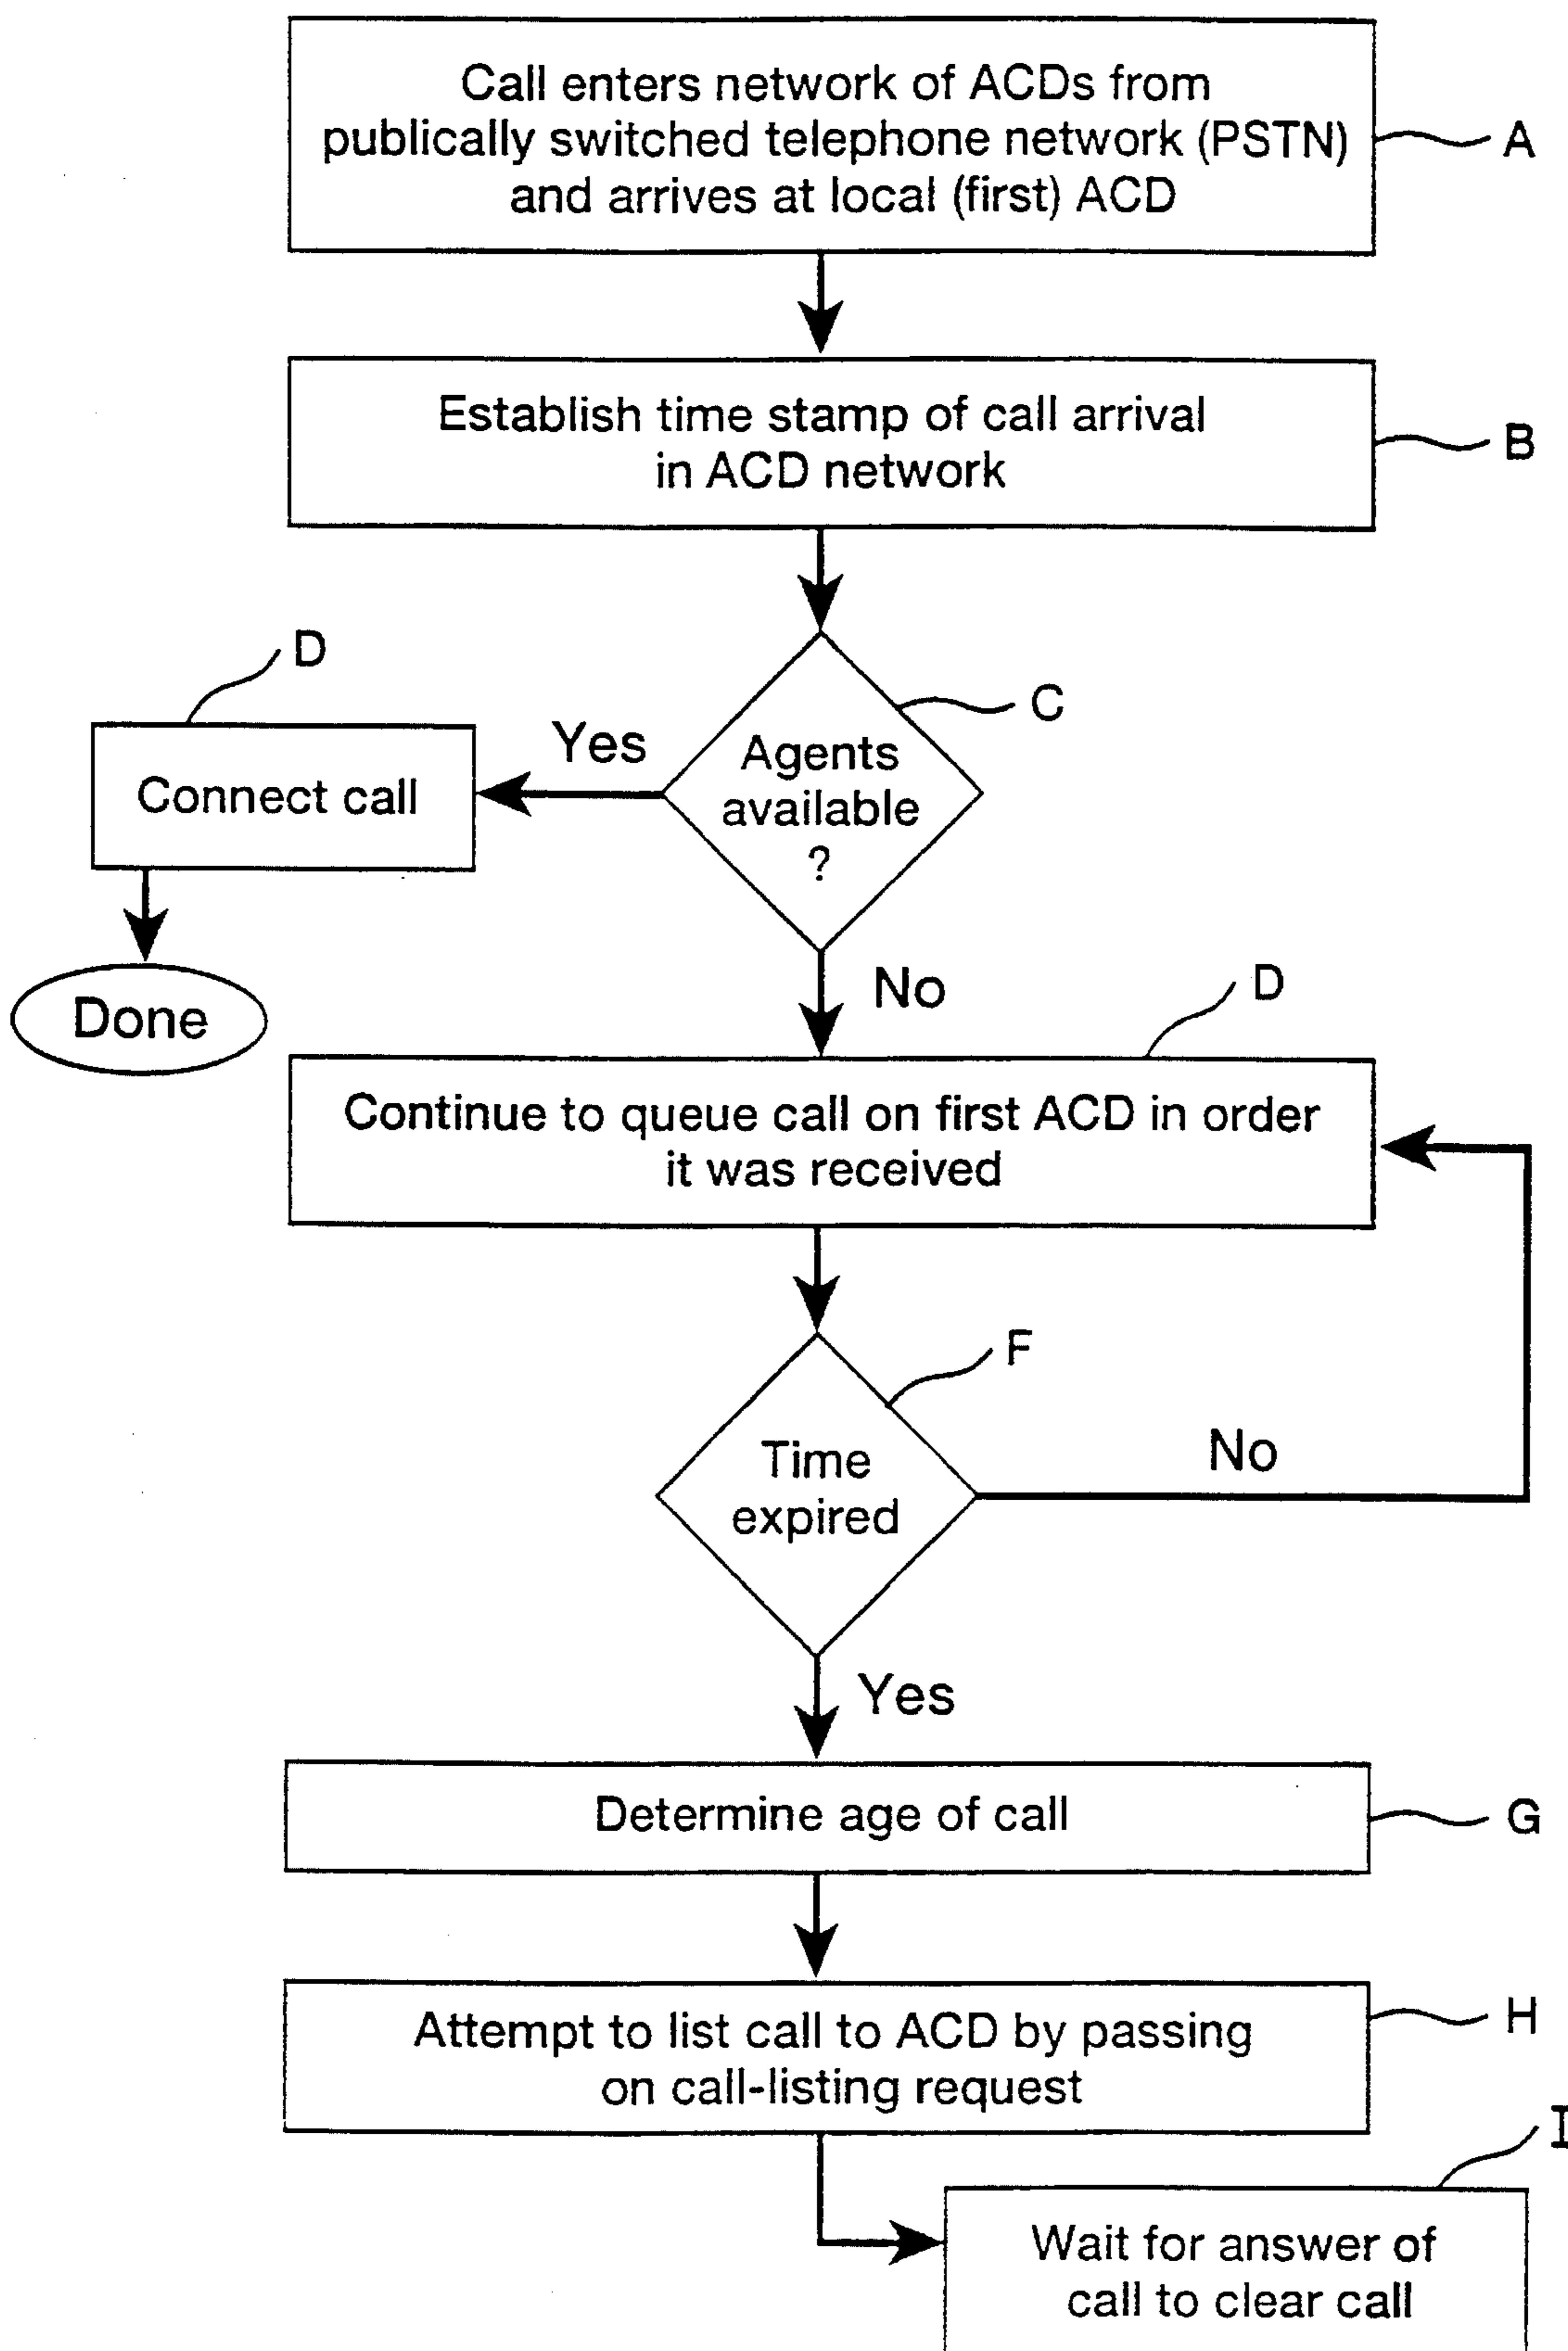 Call enters network of ACDs from
publically switched telephone network (PSTN)
and arrives at local (first) ACD
A
Establish time stamp of call arrival
in ACD network
B
D
C
Connect call
Yes
Agents
available
?
Done
No
D
Continue to queue call on first ACD in order
it was received
F
Time
expired
No
Yes
Determine age of call
G
Attempt to list call to ACD by passing
on call-listing request
H
I
Wait for answer of
call to clear call